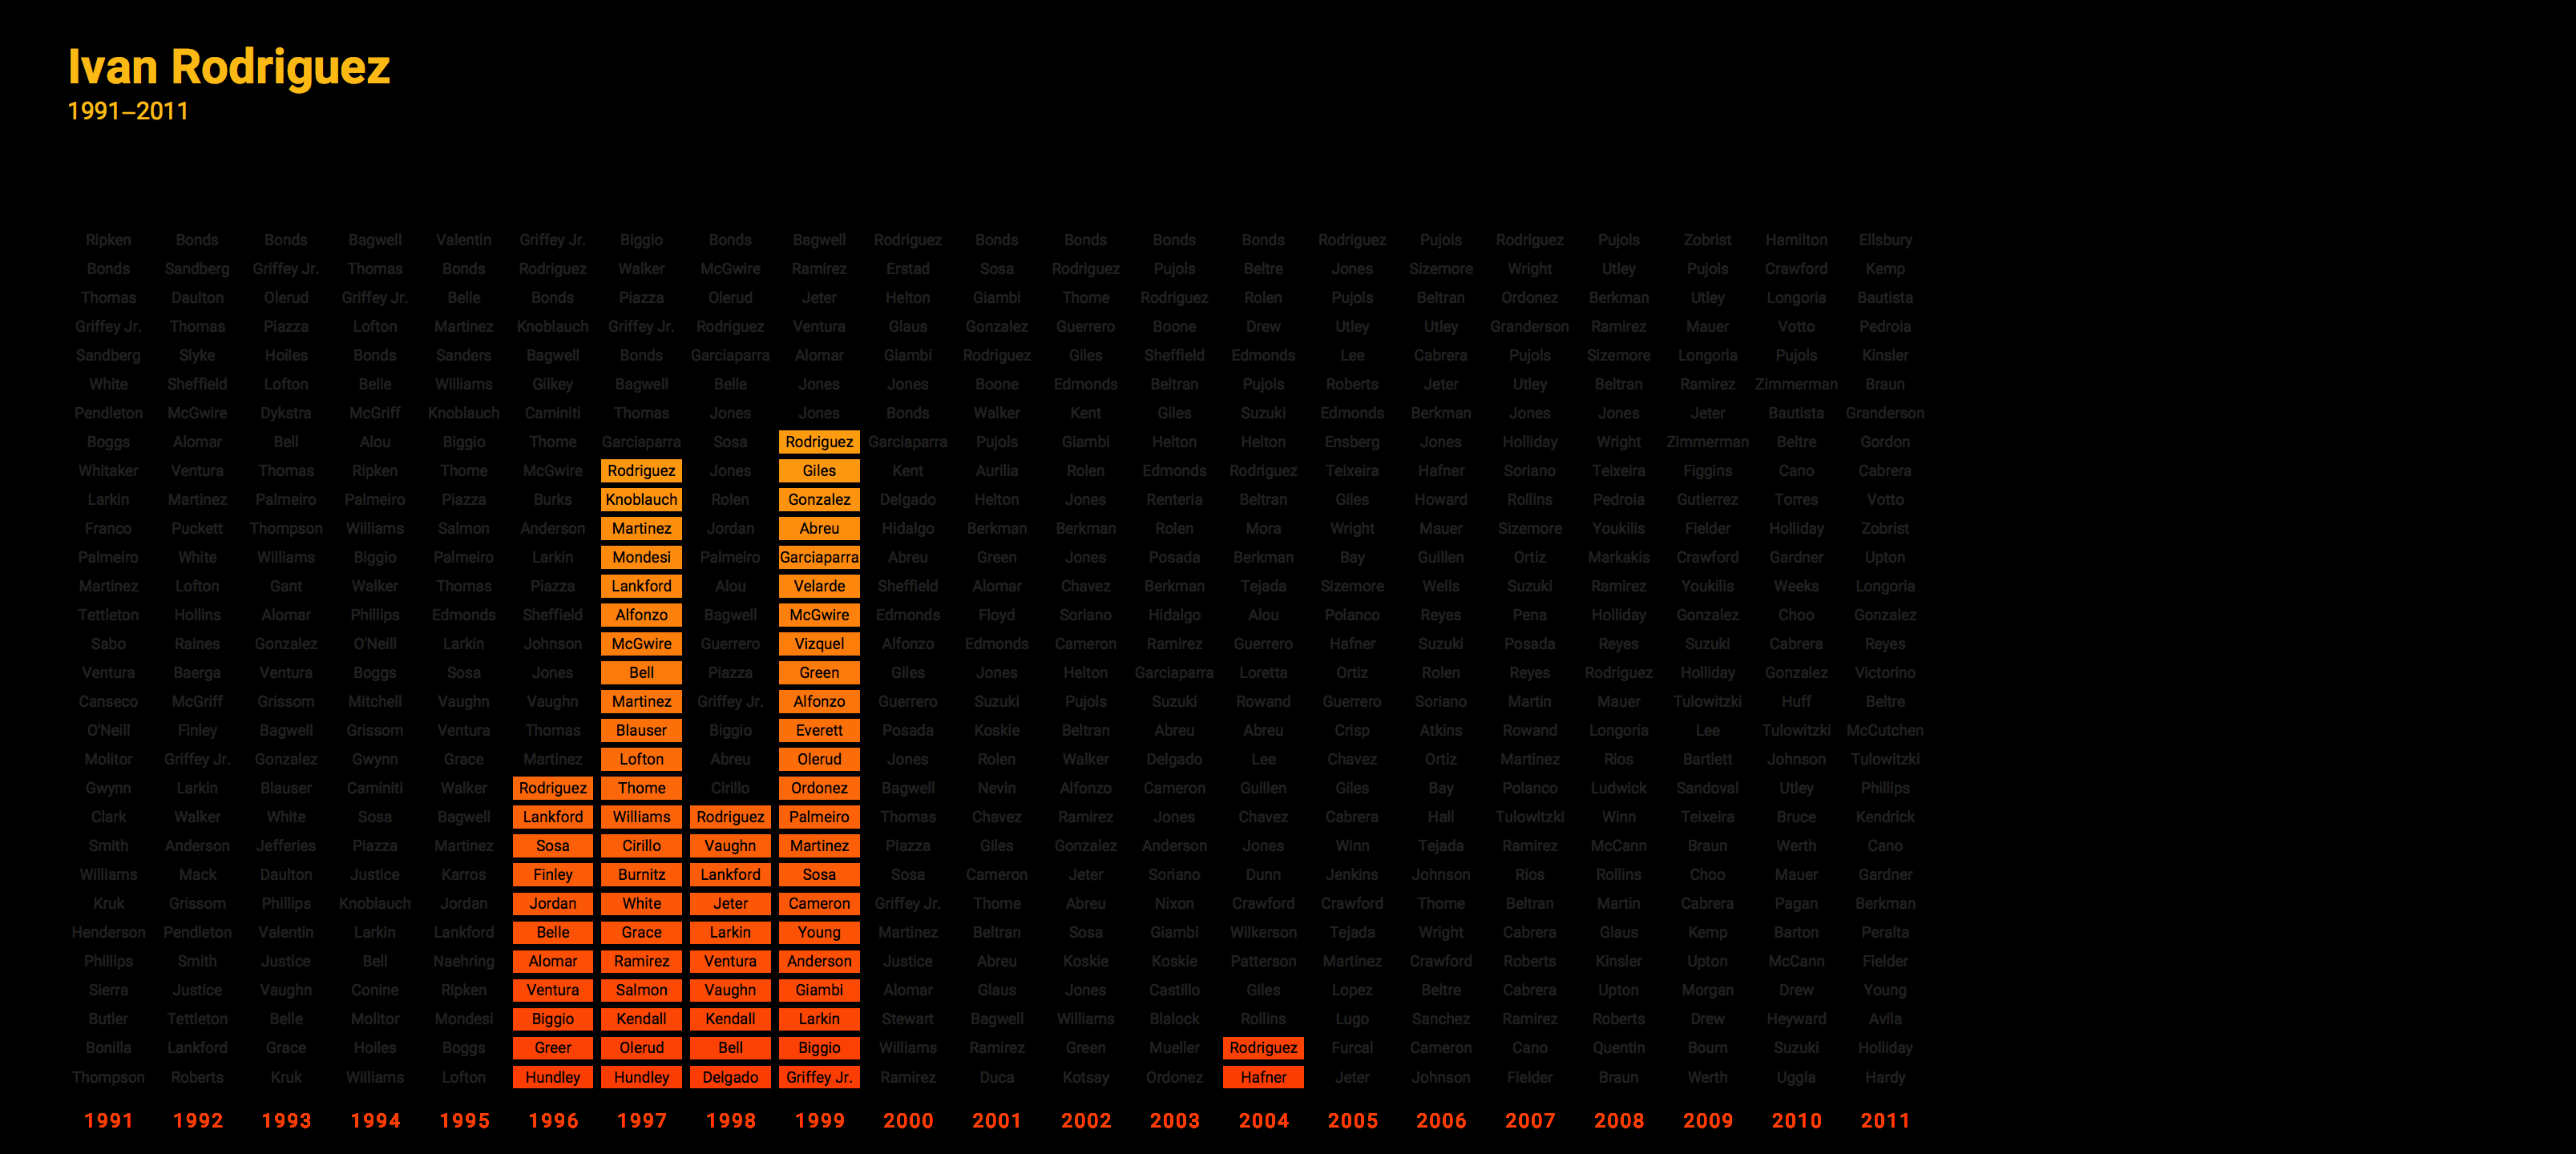 Ivan Rodriguez
1991–2011
Ripken Bonds Bonds Bagwell Valentin Griffey Jr. Biggio Bonds Bagwell Rodriguez Bonds Bonds Bonds Bonds Rodriguez Pujols Rodriguez Pujols Zobrist Hamilton Ellsbury
Bonds Sandberg Griffey Jr. Thomas Bonds Rodriguez Walker McGwire Ramirez Erstad Sosa Rodriguez Pujols Beltre Jones Sizemore Wright Utley Pujols Crawford Kemp
Thomas Daulton Olerud Griffey Jr. Belle Bonds Piazza Olerud Jeter Helton Giambi Thome Rodriguez Rolen Pujols Beltran Ordonez Berkman Utley Longoria Bautista
Griffey Jr. Thomas Piazza Lofton Martinez Knoblauch Griffey Jr. Rodriguez Ventura Glaus Gonzalez Guerrero Boone Drew Utley Utley Granderson Ramirez Mauer Votto Pedroia
Sandberg Slyke Hoiles Bonds Sanders Bagwell Bonds Garciaparra Alomar Giambi Rodriguez Giles Sheffield Edmonds Lee Cabrera Pujols Sizemore Longoria Pujols Kinsler
White Sheffield Lofton Belle Williams Gilkey Bagwell Belle Jones Jones Boone Edmonds Beltran Pujols Roberts Jeter Utley Beltran Ramirez Zimmerman Braun
Pendleton McGwire Dykstra McGriff Knoblauch Caminiti Thomas Jones Jones Bonds Walker Kent Giles Suzuki Edmonds Berkman Jones Jones Jeter Bautista Granderson
Boggs Alomar Bell Alou Biggio Thome Garciaparra Sosa Rodriguez Garciaparra Pujols Giambi Helton Helton Ensberg Jones Holliday Wright Zimmerman Beltre Gordon
Whitaker Ventura Thomas Ripken Thome McGwire Rodriguez Jones Giles Kent Aurilia Rolen Edmonds Rodriguez Teixeira Hafner Soriano Teixeira Figgins Cano Cabrera
Larkin Martinez Palmeiro Palmeiro Piazza Burks Knoblauch Rolen Gonzalez Delgado Helton Jones Renteria Beltran Giles Howard Rollins Pedroia Gutierrez Torres Votto
Franco Puckett Thompson Williams Salmon Anderson Martinez Jordan Abreu Hidalgo Berkman Berkman Rolen Mora Wright Mauer Sizemore Youkilis Fielder Holliday Zobrist
Palmeiro White Williams Biggio Palmeiro Larkin Mondesi Palmeiro Garciaparra Abreu Green Jones Posada Berkman Bay Guillen Ortiz Markakis Crawford Gardner Upton
Martinez Lofton Gant Walker Thomas Piazza Lankford Alou Velarde Sheffield Alomar Chavez Berkman Tejada Sizemore Wells Suzuki Ramirez Youkilis Weeks Longoria
Tettleton Hollins Alomar Phillips Edmonds Sheffield Alfonzo Bagwell McGwire Edmonds Floyd Soriano Hidalgo Alou Polanco Reyes Pena Holliday Gonzalez Choo Gonzalez
Sabo Raines Gonzalez O'Neill Larkin Johnson McGwire Guerrero Vizquel Alfonzo Edmonds Cameron Ramirez Guerrero Hafner Suzuki Posada Reyes Suzuki Cabrera Reyes
Ventura Baerga Ventura Boggs Sosa Jones Bell Piazza Green Giles Jones Helton Garciaparra Loretta Ortiz Rolen Reyes Rodriguez Holliday Gonzalez Victorino
Canseco McGriff Grissom Mitchell Vaughn Vaughn Martinez Griffey Jr. Alfonzo Guerrero Suzuki Pujols Suzuki Rowand Guerrero Soriano Martin Mauer Tulowitzki Huff Beltre
O'Neill Finley Bagwell Grissom Ventura Thomas Blauser Biggio Everett Posada Koskie Beltran Abreu Abreu Crisp Atkins Rowand Longoria Lee Tulowitzki McCutchen
Molitor Griffey Jr. Gonzalez Gwynn Grace Martinez Lofton Abreu Olerud Jones Rolen Walker Delgado Lee Chavez Ortiz Martinez Rios Bartlett Johnson Tulowitzki
Gwynn Larkin Blauser Caminiti Walker Rodriguez Thome Cirillo Ordonez Bagwell Nevin Alfonzo Cameron Guillen Giles Bay Polanco Ludwick Sandoval Utley Phillips
Clark Walker White Sosa Bagwell Lankford Williams Rodriguez Palmeiro Thomas Chavez Ramirez Jones Chavez Cabrera Hall Tulowitzki Winn Teixeira Bruce Kendrick
Smith Anderson Jefferies Piazza Martinez Sosa Cirillo Vaughn Martinez Piazza Giles Gonzalez Anderson Jones Winn Tejada Ramirez McCann Braun Werth Cano
Williams Mack Daulton Justice Karros Finley Burnitz Lankford Sosa Sosa Cameron Jeter Soriano Dunn Jenkins Johnson Rios Rollins Choo Mauer Gardner
Kruk Grissom Phillips Knoblauch Jordan Jordan White Jeter Cameron Griffey Jr. Thome Abreu Nixon Crawford Crawford Thome Beltran Martin Cabrera Pagan Berkman
Henderson Pendleton Valentin Larkin Lankford Belle Grace Larkin Young Martinez Beltran Sosa Giambi Wilkerson Tejada Wright Cabrera Glaus Kemp Barton Peralta
Phillips Smith Justice Bell Naehring Alomar Ramirez Ventura Anderson Justice Abreu Koskie Koskie Patterson Martinez Crawford Roberts Kinsler Upton McCann Fielder
Sierra Justice Vaughn Conine Ripken Ventura Salmon Vaughn Giambi Alomar Glaus Jones Castillo Giles Lopez Beltre Cabrera Upton Morgan Drew Young
Butler Tettleton Belle Molitor Mondesi Biggio Kendall Kendall Larkin Stewart Bagwell Williams Blalock Rollins Lugo Sanchez Ramirez Roberts Drew Heyward Avila
Bonilla Lankford Grace Hoiles Boggs Greer Olerud Bell Biggio Williams Ramirez Green Mueller Rodriguez Furcal Cameron Cano Quentin Bourn Suzuki Holliday
Thompson Roberts Kruk Williams Lofton Hundley Hundley Delgado Griffey Jr. Ramirez Duca Kotsay Ordonez Hafner Jeter Johnson Fielder Braun Werth Uggla Hardy
1991 1992 1993 1994 1995 1996 1997 1998 1999 2000 2001 2002 2003 2004 2005 2006 2007 2008 2009 2010 2011